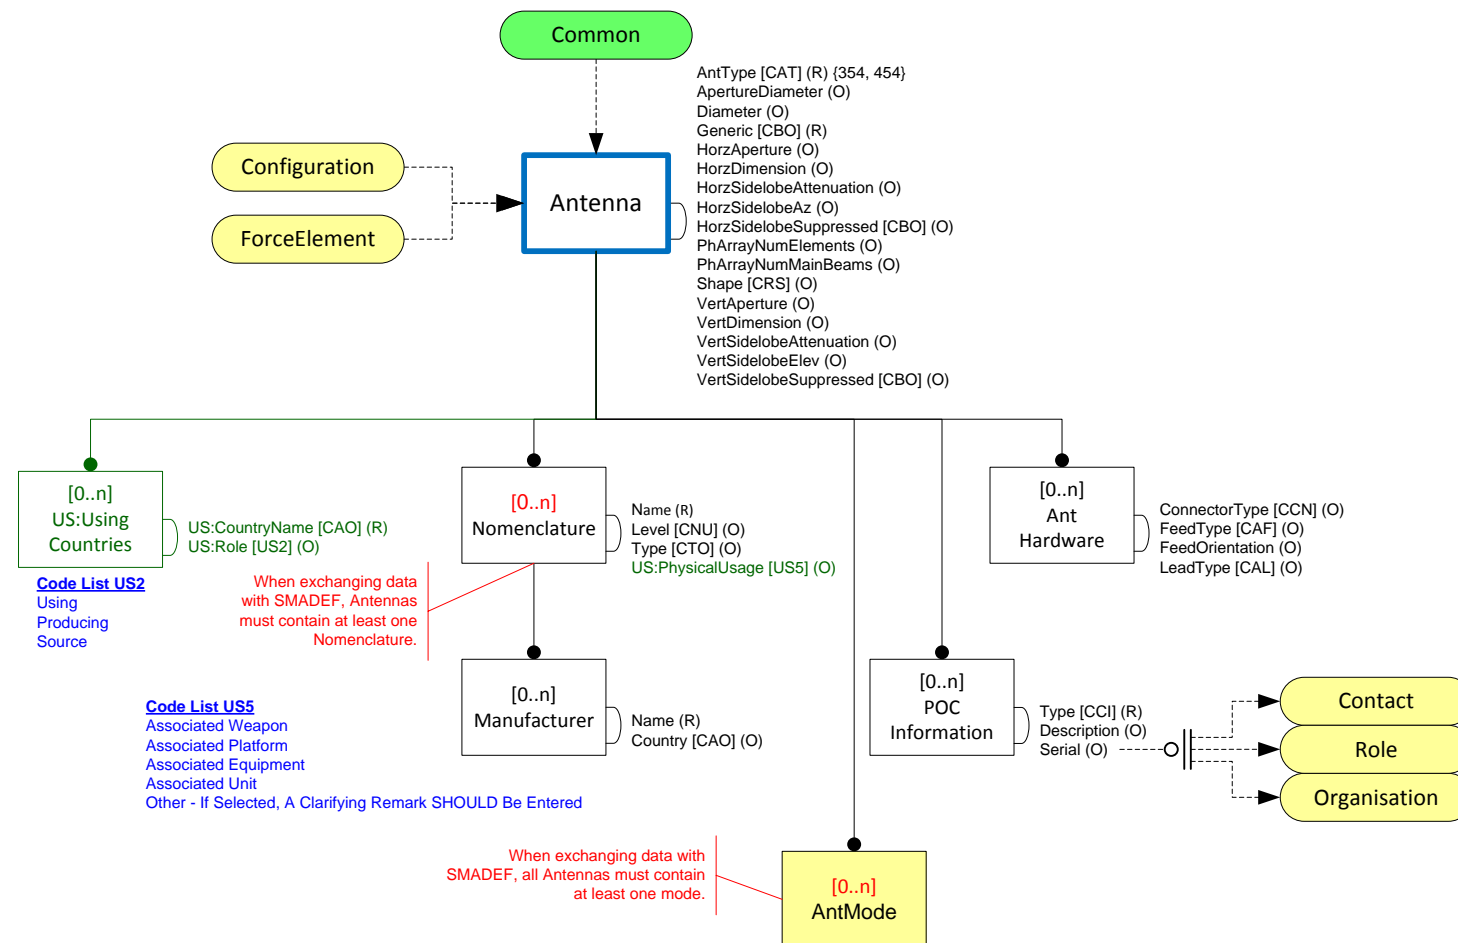 Common
AntType [CAT] (R) {354, 454}
ApertureDiameter (O)
Diameter (O)
Generic [CBO] (R)
HorzAperture (O)
HorzDimension (O)
HorzSidelobeAttenuation (O)
HorzSidelobeAz (O)
HorzSidelobeSuppressed [CBO] (O)
PhArrayNumElements (O)
PhArrayNumMainBeams (O)
Shape [CRS] (O)
VertAperture (O)
VertDimension (O)
VertSidelobeAttenuation (O)
VertSidelobeElev (O)
VertSidelobeSuppressed [CBO] (O)
Configuration
ForceElement
Antenna
[0..n]
US:Using
Countries
US:CountryName [CAO] (R)
US:Role [US2] (O)
Code List US2
Using
Producing
Source
[0..n]
Nomenclature
Name (R)
Level [CNU] (O)
Type [CTO] (O)
US:PhysicalUsage [US5] (O)
When exchanging data
with SMADEF, Antennas
must contain at least one
Nomenclature.
[0..n]
Ant
Hardware
ConnectorType [CCN] (O)
FeedType [CAF] (O)
FeedOrientation (O)
LeadType [CAL] (O)
Code List US5
Associated Weapon
Associated Platform
Associated Equipment
Associated Unit
Other - If Selected, A Clarifying Remark SHOULD Be Entered
[0..n]
Manufacturer
Name (R)
Country [CAO] (O)
[0..n]
POC
Information
Type [CCI] (R)
Description (O)
Serial (O)
Contact
Role
Organisation
When exchanging data with
SMADEF, all Antennas must contain
at least one mode.
[0..n]
AntMode